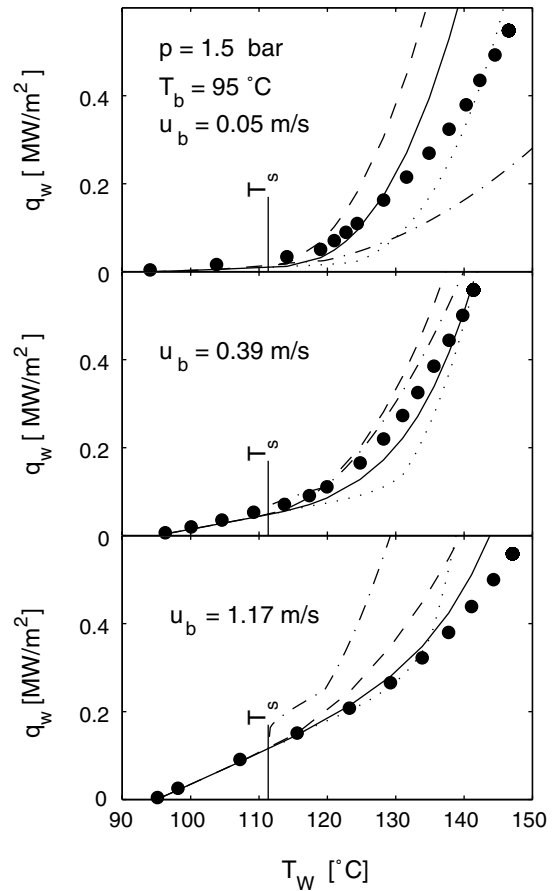 q_w [ MW/m^2]
0.4
0.2
0
p = 1.5 bar
T_b = 95 °C
u_b = 0.05 m/s
T_s
q_w [ MW/m^2]
0.4
0.2
0
u_b = 0.39 m/s
T_s
q_w [MW/m^2]
0.4
0.2
0
u_b = 1.17 m/s
T_s
90 100 110 120 130 140 150
T_W [°C]